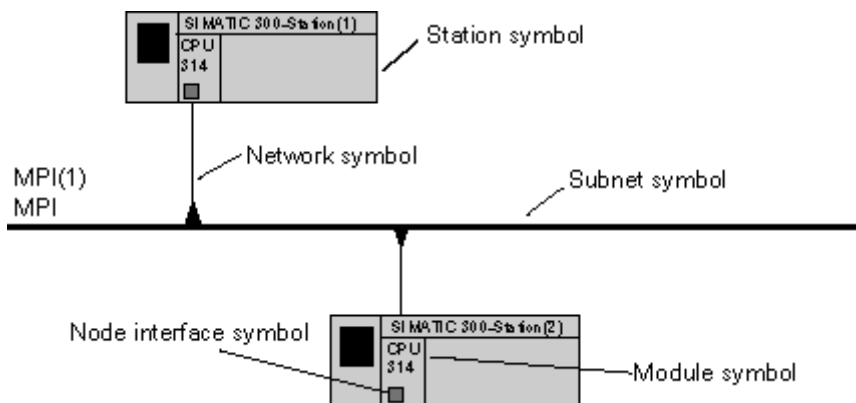 SIMATIC 300-Station(1)
CPU
314
Station symbol
Network symbol
MPI(1)
MPI
Subnet symbol
Node interface symbol
SIMATIC 300-Station(2)
CPU
314
Module symbol